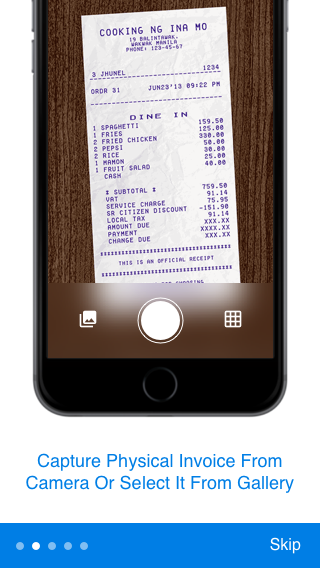 COOKING NG INA MO
19 BALINTAWAK,
WAKWAK MANILA
PHONE: 123-45-67
3 JHUNEL 1234
ORDR 31 JUN23'13 09:22 PM
DINE IN
1 SPAGHETTI 159.50
1 FRIES 125.00
2 FRIED CHICKEN 330.00
2 PEPSI 50.00
2 RICE 30.00
1 MAMON 25.00
1 FRUIT SALAD 40.00
CASH
* SUBTOTAL * 759.50
VAT 91.14
SERVICE CHARGE 75.95
SR CITIZEN DISCOUNT -151.90
LOCAL TAX 91.14
AMOUNT DUE XXX.XX
PAYMENT XXXX.XX
CHANGE DUE XXX.XX
THIS IS AN OFFICIAL RECEIPT
Capture Physical Invoice From
Camera Or Select It From Gallery
Skip